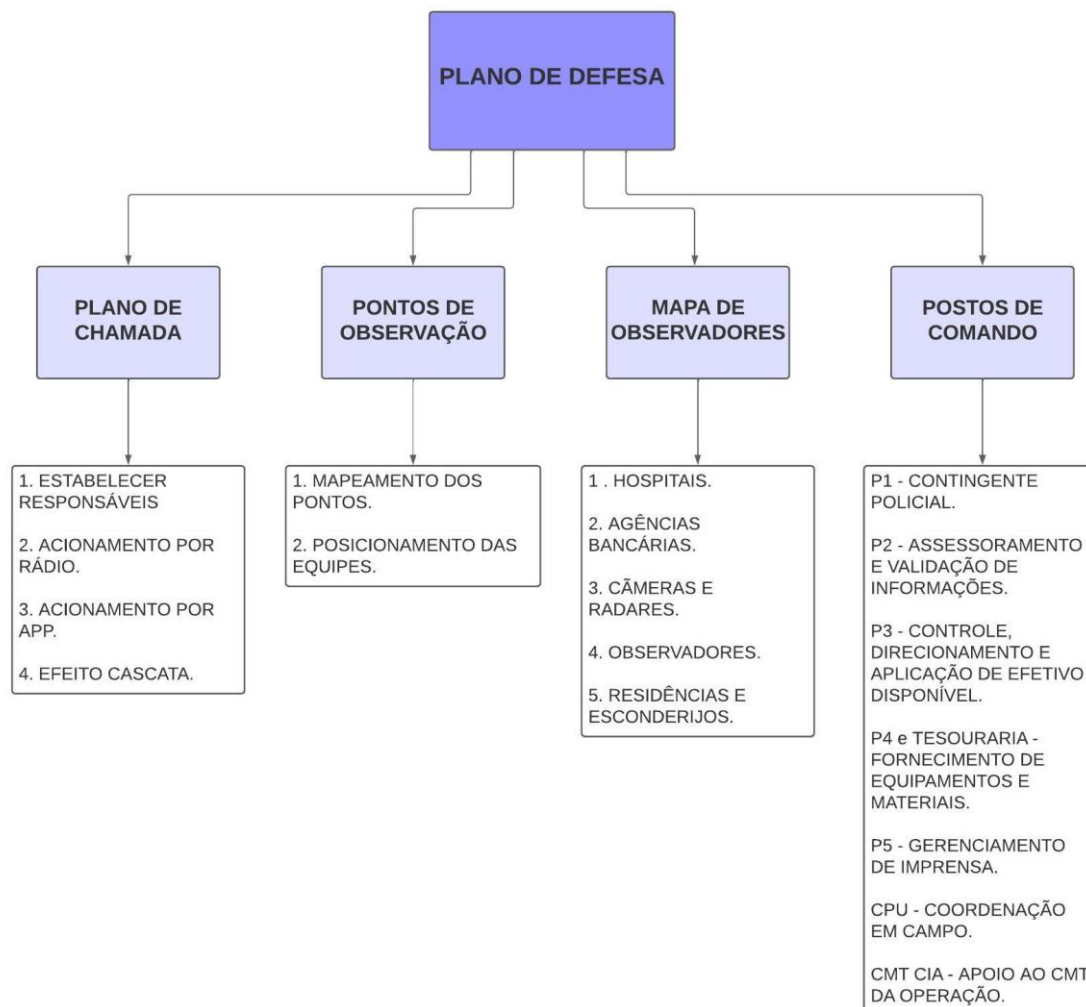 PLANO DE DEFESA
PLANO DE
CHAMADA
PONTOS DE
OBSERVAÇÃO
MAPA DE
OBSERVADORES
POSTOS DE
COMANDO
1. ESTABELECER
RESPONSÁVEIS
2. ACIONAMENTO POR
RÁDIO.
3. ACIONAMENTO POR
APP.
4. EFEITO CASCATA.
1. MAPEAMENTO DOS
PONTOS.
2. POSICIONAMENTO DAS
EQUIPES.
1 . HOSPITAIS.
2. AGÊNCIAS
BANCÁRIAS.
3. CÃMERAS E
RADARES.
4. OBSERVADORES.
5. RESIDÊNCIAS E
ESCONDERIJOS.
P1 - CONTINGENTE
POLICIAL.
P2 - ASSESSORAMENTO
E VALIDAÇÃO DE
INFORMAÇÕES.
P3 - CONTROLE,
DIRECIONAMENTO E
APLICAÇÃO DE EFETIVO
DISPONÍVEL.
P4 e TESOURARIA -
FORNECIMENTO DE
EQUIPAMENTOS E
MATERIAIS.
P5 - GERENCIAMENTO
DE IMPRENSA.
CPU - COORDENAÇÃO
EM CAMPO.
CMT CIA - APOIO AO CMT
DA OPERAÇÃO.